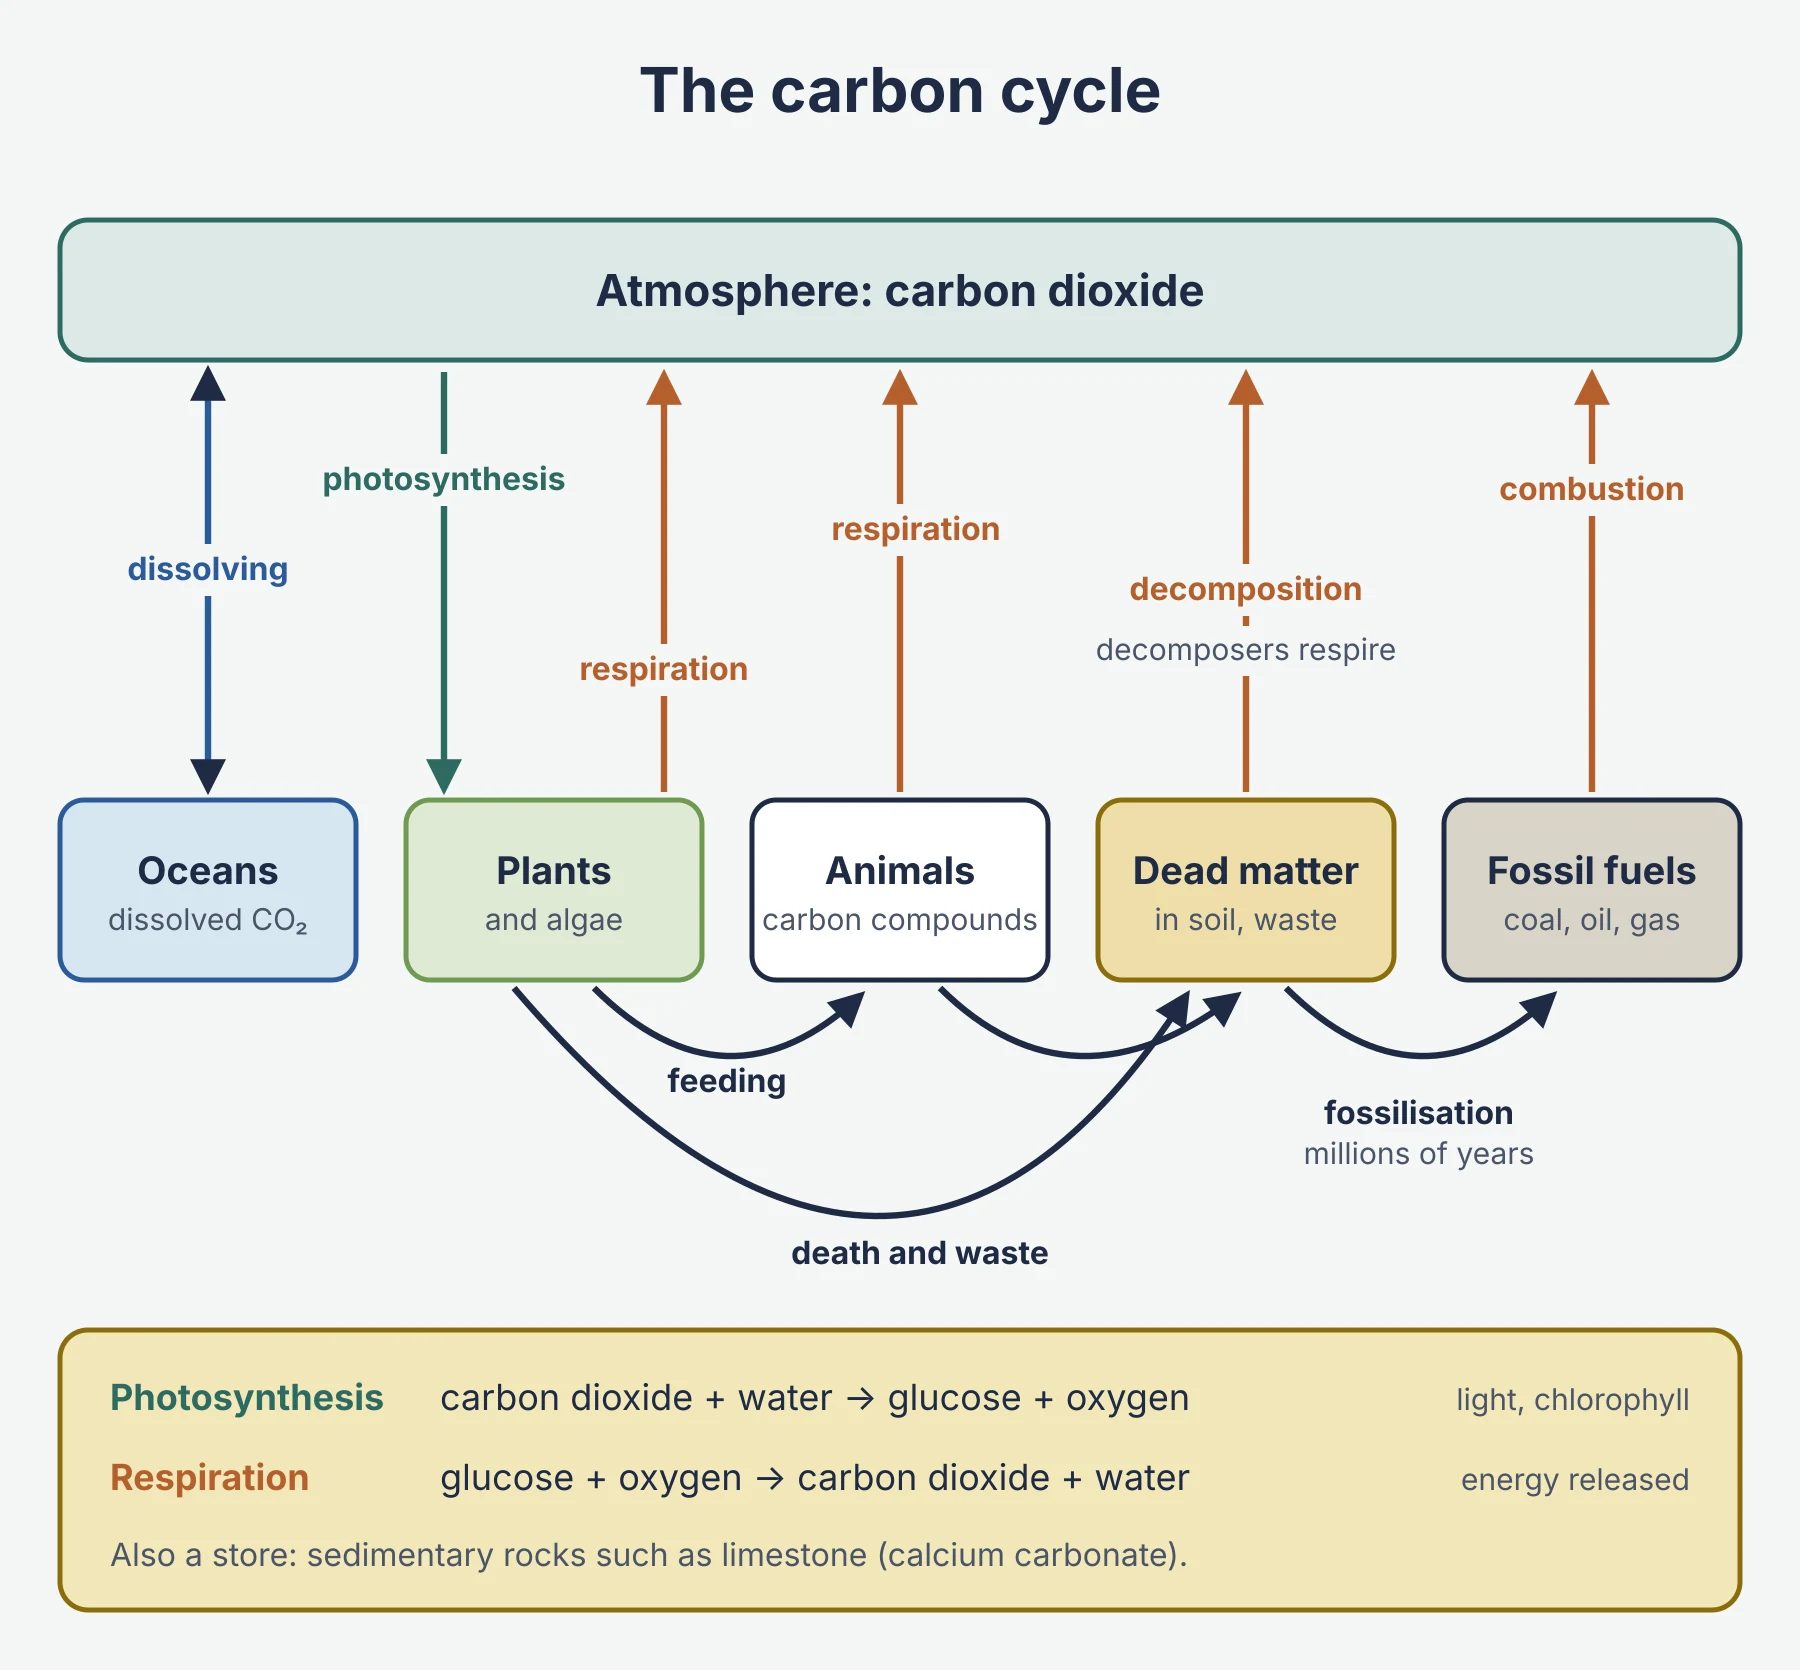 The carbon cycle
Atmosphere: carbon dioxide
photosynthesis
combustion
respiration
dissolving
decomposition
decomposers respire
respiration
Oceans
dissolved CO₂
Plants
and algae
Animals
carbon compounds
Dead matter
in soil, waste
Fossil fuels
coal, oil, gas
feeding
fossilisation
millions of years
death and waste
Photosynthesis carbon dioxide + water → glucose + oxygen light, chlorophyll
Respiration glucose + oxygen → carbon dioxide + water energy released
Also a store: sedimentary rocks such as limestone (calcium carbonate).